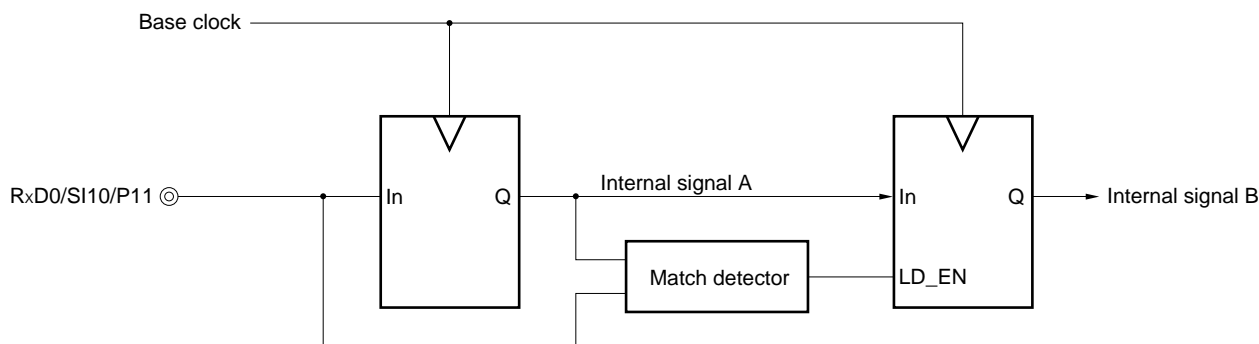 Base clock
RxD0/SI10/P11
In
Q
Internal signal A
In
Q
Internal signal B
Match detector
LD_EN